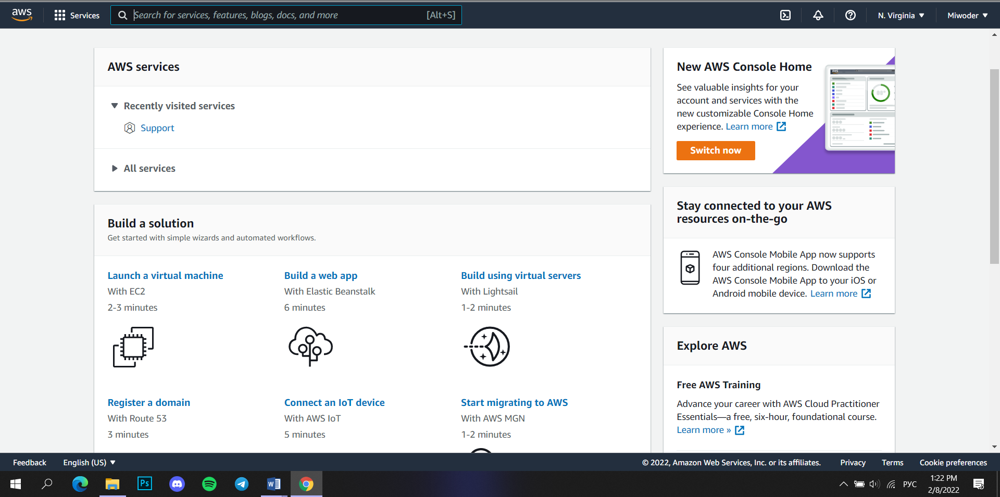 aws
Services
Search for services, features, blogs, docs, and more
[Alt+S]
N. Virginia
Miwoder
AWS services
Recently visited services
Support
All services
Build a solution
Get started with simple wizards and automated workflows.
Launch a virtual machine
With EC2
2-3 minutes
Build a web app
With Elastic Beanstalk
6 minutes
Build using virtual servers
With Lightsail
1-2 minutes
Register a domain
With Route 53
3 minutes
Connect an IoT device
With AWS IoT
5 minutes
Start migrating to AWS
With AWS MGN
1-2 minutes
New AWS Console Home
See valuable insights for your
account and services with the
new customizable Console Home
experience. Learn more
Switch now
aws
Stay connected to your AWS
resources on-the-go
AWS Console Mobile App now supports
four additional regions. Download the
AWS Console Mobile App to your iOS or
Android mobile device. Learn more
Explore AWS
Free AWS Training
Advance your career with AWS Cloud Practitioner
Essentials—a free, six-hour, foundational course.
Learn more »
Feedback
English (US)
© 2022, Amazon Web Services, Inc. or its affiliates.
Privacy
Terms
Cookie preferences
Ps
W
РУС
1:22 PM
2/8/2022